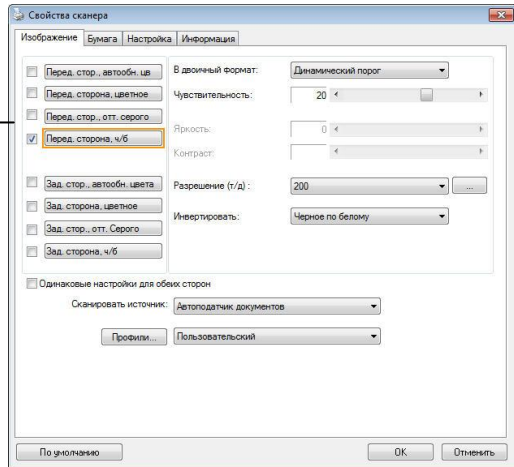 Свойства сканера
Изображение Бумага Настройка Информация
Перед. стор., автообн. цв
Перед. сторона, цветное
Перед. стор., отт. серого
Перед. сторона, ч/б
Зад. стор., автообн. цвета
Зад. сторона, цветное
Зад. стор., отт. Серого
Зад. сторона, ч/б
В двоичный формат: Динамический порог
Чувствительность: 20
Яркость: 0
Контраст:
Разрешение (т/д) : 200 ...
Инвертировать: Черное по белому
Одинаковые настройки для обеих сторон
Сканировать источник: Автоподатчик документов
Профили... Пользовательский
По умолчанию OK Отменить